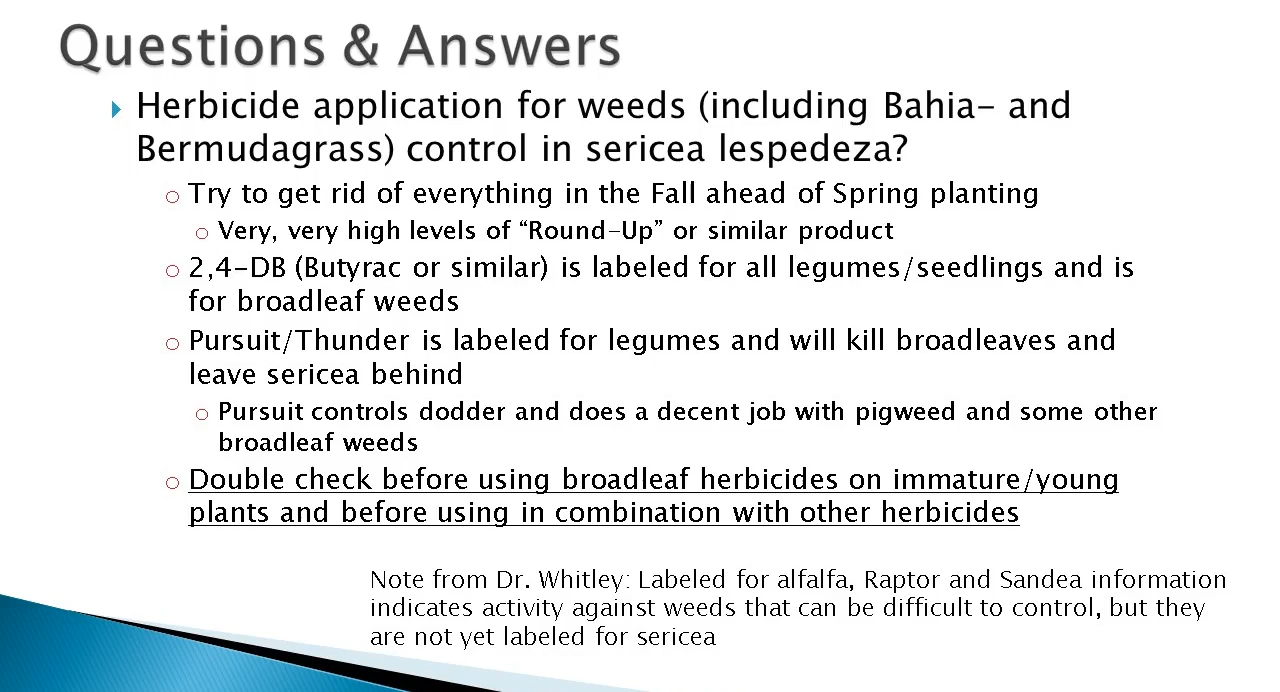 Questions & Answers
Herbicide application for weeds (including Bahia- and
Bermudagrass) control in sericea lespedeza?
Try to get rid of everything in the Fall ahead of Spring planting
Very, very high levels of “Round-Up” or similar product
2,4-DB (Butyrac or similar) is labeled for all legumes/seedlings and is
for broadleaf weeds
Pursuit/Thunder is labeled for legumes and will kill broadleaves and
leave sericea behind
Pursuit controls dodder and does a decent job with pigweed and some other
broadleaf weeds
Double check before using broadleaf herbicides on immature/young
plants and before using in combination with other herbicides
Note from Dr. Whitley: Labeled for alfalfa, Raptor and Sandea information
indicates activity against weeds that can be difficult to control, but they
are not yet labeled for sericea